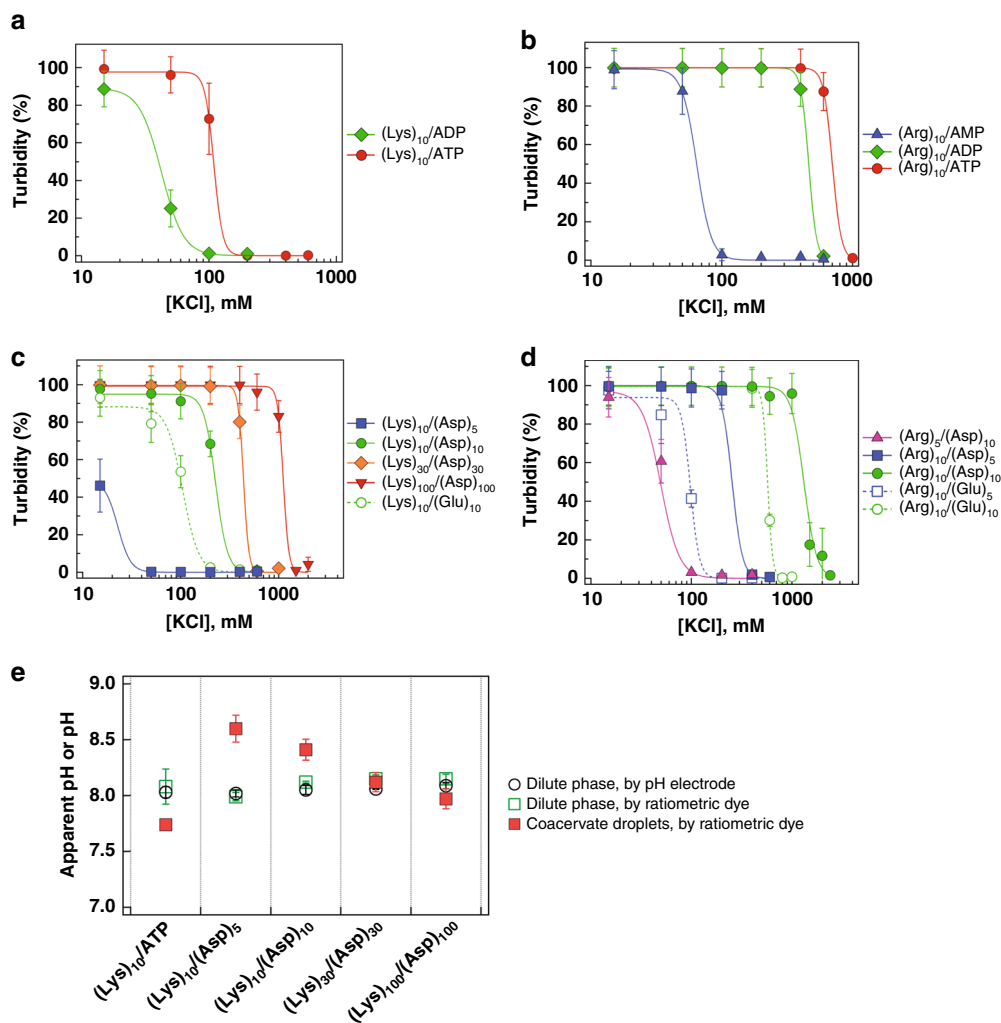 a
Turbidity (%)
100
80
60
40
20
0
10
100
1000
[KCl], mM
(Lys)10/ADP
(Lys)10/ATP
b
Turbidity (%)
100
80
60
40
20
0
10
100
1000
[KCl], mM
(Arg)10/AMP
(Arg)10/ADP
(Arg)10/ATP
c
Turbidity (%)
100
80
60
40
20
0
10
100
1000
[KCl], mM
(Lys)10/(Asp)5
(Lys)10/(Asp)10
(Lys)30/(Asp)30
(Lys)100/(Asp)100
(Lys)10/(Glu)10
d
Turbidity (%)
100
80
60
40
20
0
10
100
1000
[KCl], mM
(Arg)5/(Asp)10
(Arg)10/(Asp)5
(Arg)10/(Asp)10
(Arg)10/(Glu)5
(Arg)10/(Glu)10
e
Apparent pH or pH
9.0
8.5
8.0
7.5
7.0
(Lys)10/ATP
(Lys)10/(Asp)5
(Lys)10/(Asp)10
(Lys)30/(Asp)30
(Lys)100/(Asp)100
Dilute phase, by pH electrode
Dilute phase, by ratiometric dye
Coacervate droplets, by ratiometric dye